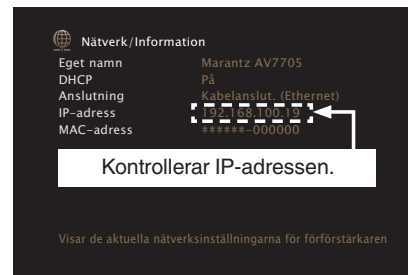 Nätverk/Information
Eget namn Marantz AV7705
DHCP På
Anslutning Kabelanslut. (Ethernet)
IP-adress 192.168.100.19
MAC-adress ******-000000
Kontrollerar IP-adressen.
Visar de aktuella nätverksinställningarna för förförstärkaren